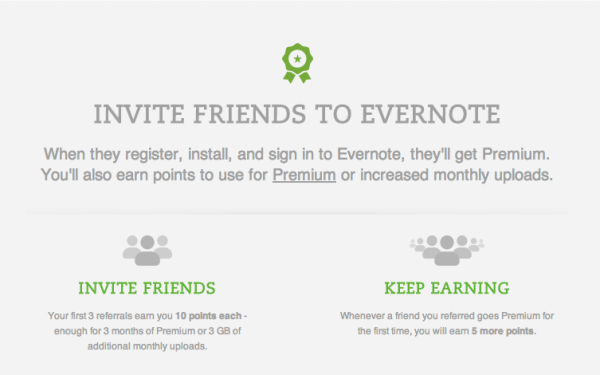 INVITE FRIENDS TO EVERNOTE
When they register, install, and sign in to Evernote, they'll get Premium.
You'll also earn points to use for Premium or increased monthly uploads.
INVITE FRIENDS
Your first 3 referrals earn you 10 points each -
enough for 3 months of Premium or 3 GB of
additional monthly uploads.
KEEP EARNING
Whenever a friend you referred goes Premium for
the first time, you will earn 5 more points.